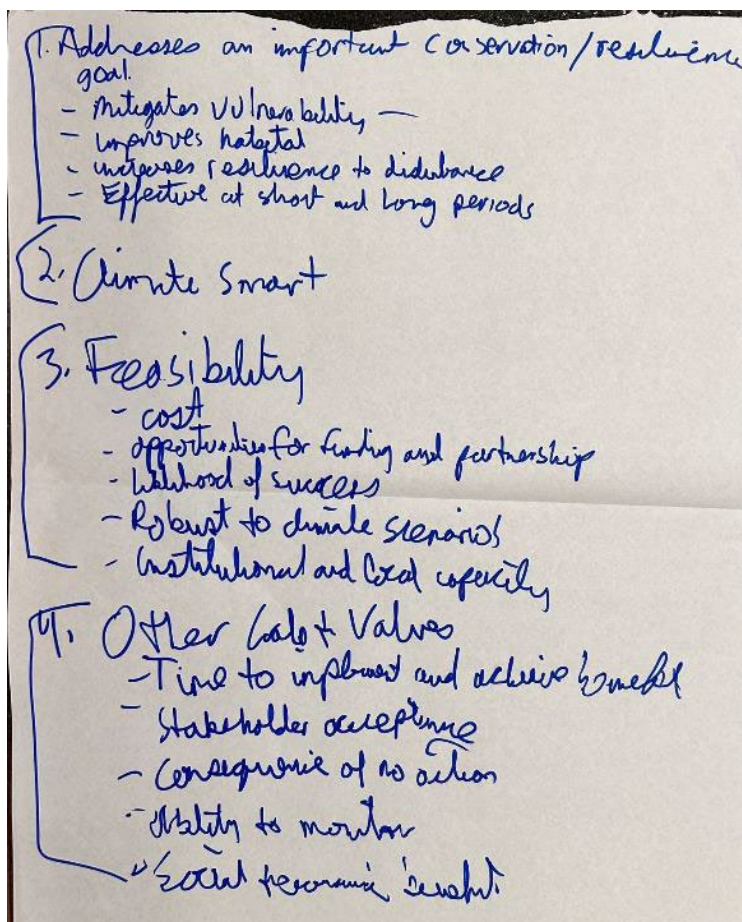 1. Addresses an important conservation/resilience
goal.
- Mitigates vulnerability -
- improves habitat
- increases resilience to disturbance
- Effective at short and long periods
2. Climate Smart
3. Feasibility
- cost
- opportunities for funding and partnership
- Likelihood of success
- Robust to climate scenarios
- Institutional and local capacity
4. Other Goals + Values
- Time to implement and achieve benefit
- Stakeholder acceptance
- Consequence of no action
- Ability to monitor
- Social benefit